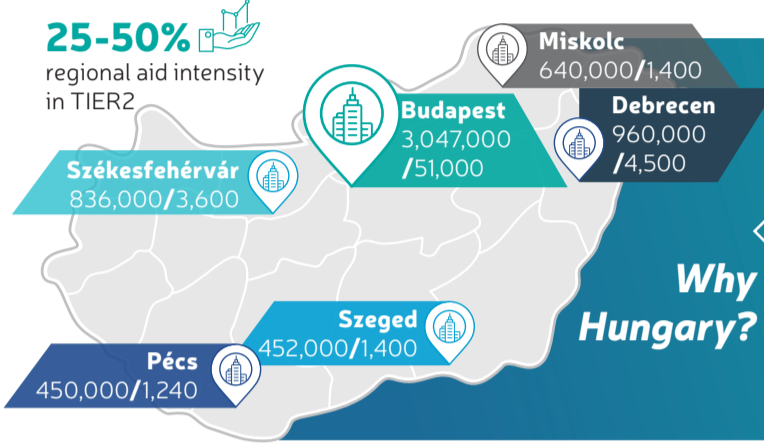 25-50%
regional aid intensity
in TIER2
Miskolc
640,000/1,400
Budapest
3,047,000
/51,000
Debrecen
960,000
/4,500
Székesfehérvár
836,000/3,600
Why
Hungary?
Szeged
452,000/1,400
Pécs
450,000/1,240